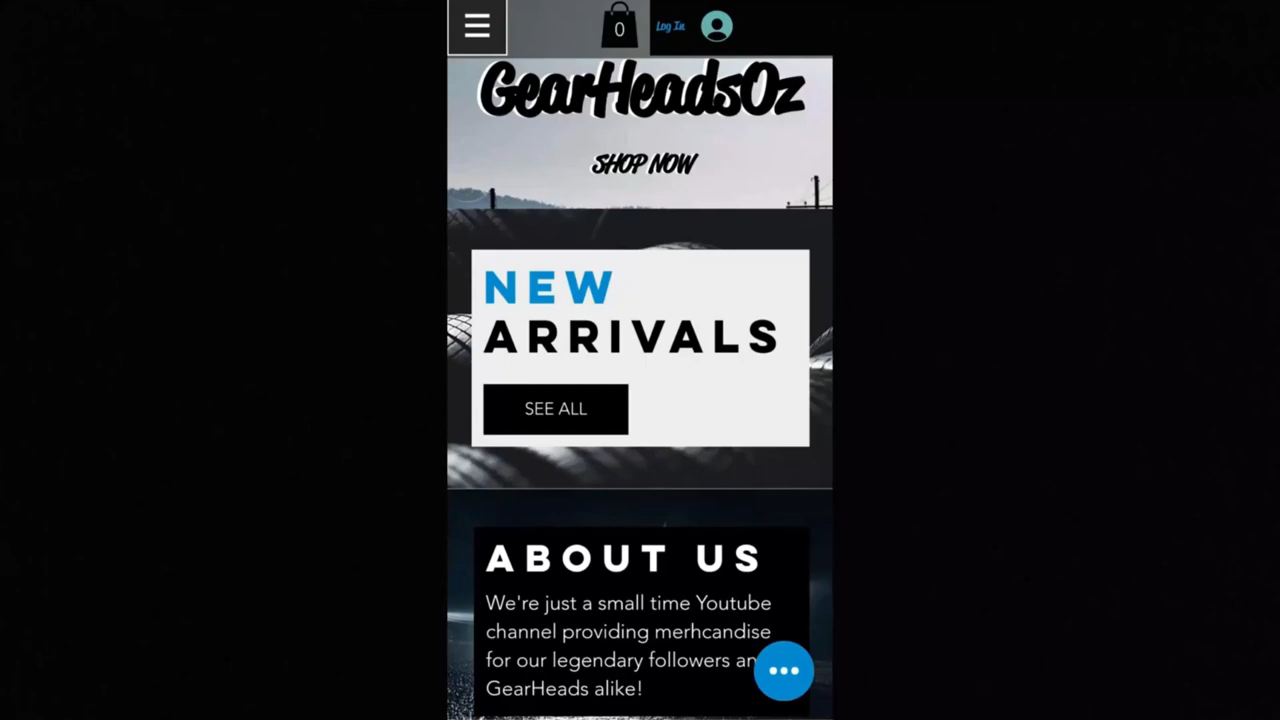 0
Log In
GearHeadsOz
SHOP NOW
NEW
ARRIVALS
SEE ALL
ABOUT US
We're just a small time Youtube
channel providing merhcandise
for our legendary followers an
GearHeads alike!